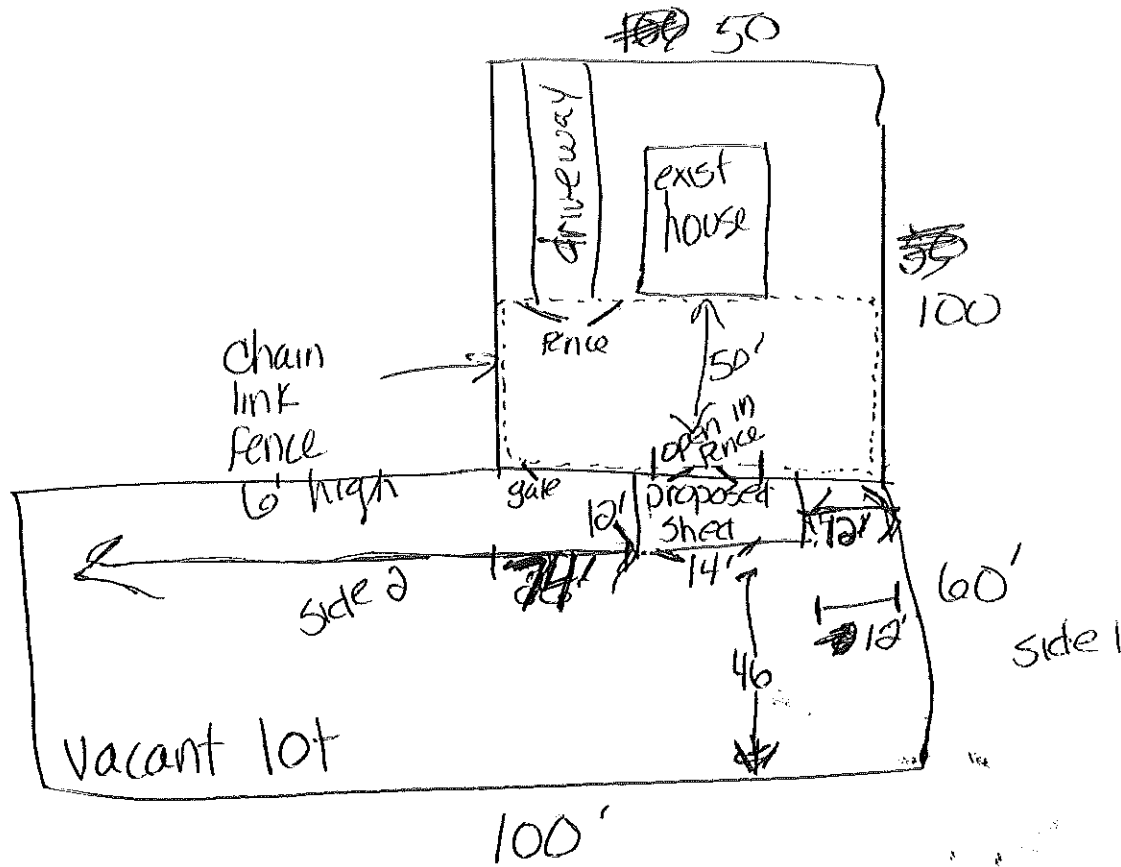 50
driveway
exist
house
100
fence
50'
chain
link
fence
6' high
open in
fence
gate
12'
proposed
shed
12'
14'
74'
side 2
60'
12'
side 1
46
vacant lot
100'